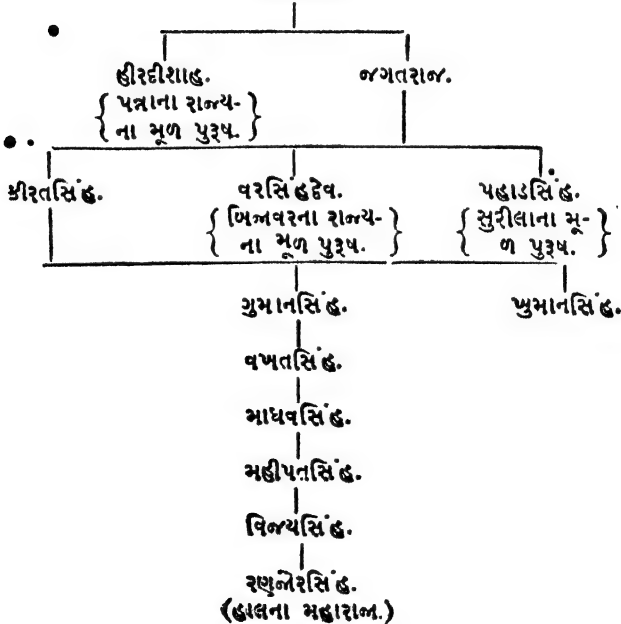 હીરદીશાહ. જગતરાજ.
{ પન્નાના રાજ્ય- }
{ ના મૂળ પુરૂષ. }
કીરતસિંહ. વરસિંહદેવ. પહાડસિંહ.
{ બિજાવરના રાજ્ય- } { સુરીલાના મૂ- }
{ ના મૂળ પુરૂષ. } { ળ પુરૂષ. }
ગુમાનસિંહ. ખુમાનસિંહ.
વખતસિંહ.
માધવસિંહ.
મહીપતસિંહ.
વિજયસિંહ.
રણજોરસિંહ.
(હાલના મહારાજા.)